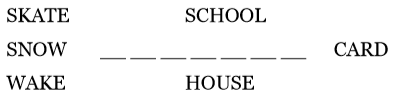 SKATE SCHOOL
SNOW _ _ _ _ _ _ _ CARD
WAKE HOUSE